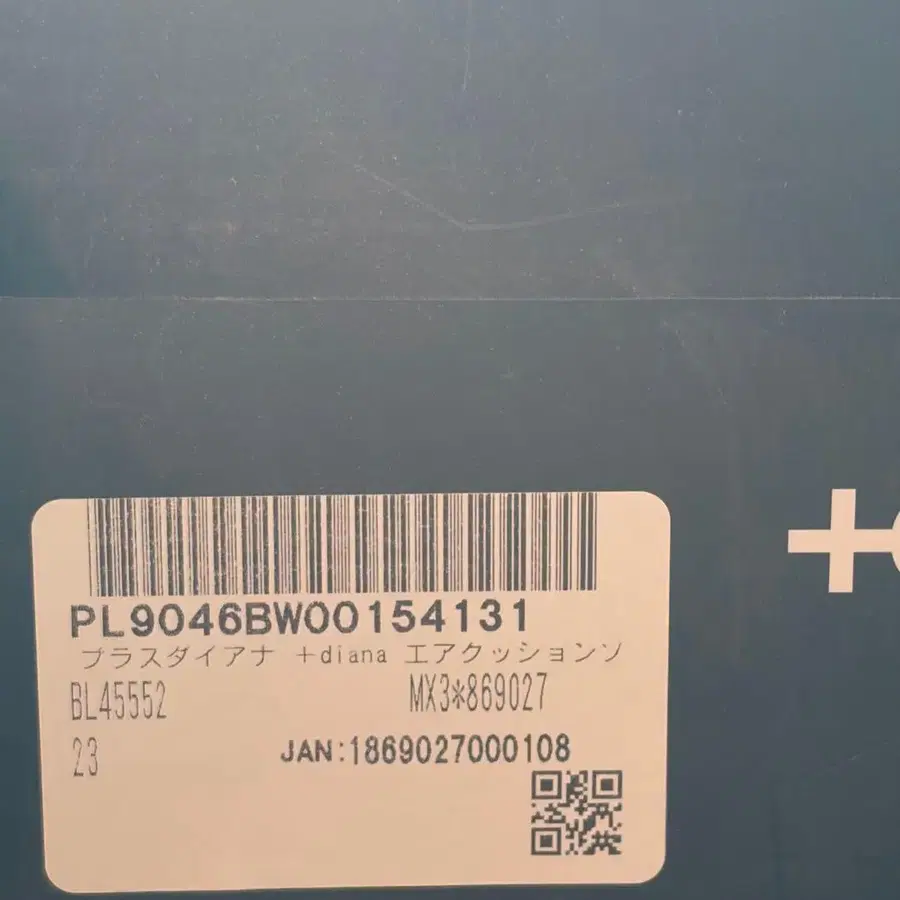 PL9046BW00154131
プラスダイアナ +diana エアクッションソ
BL45552 MX3*869027
23 JAN:1869027000108
+